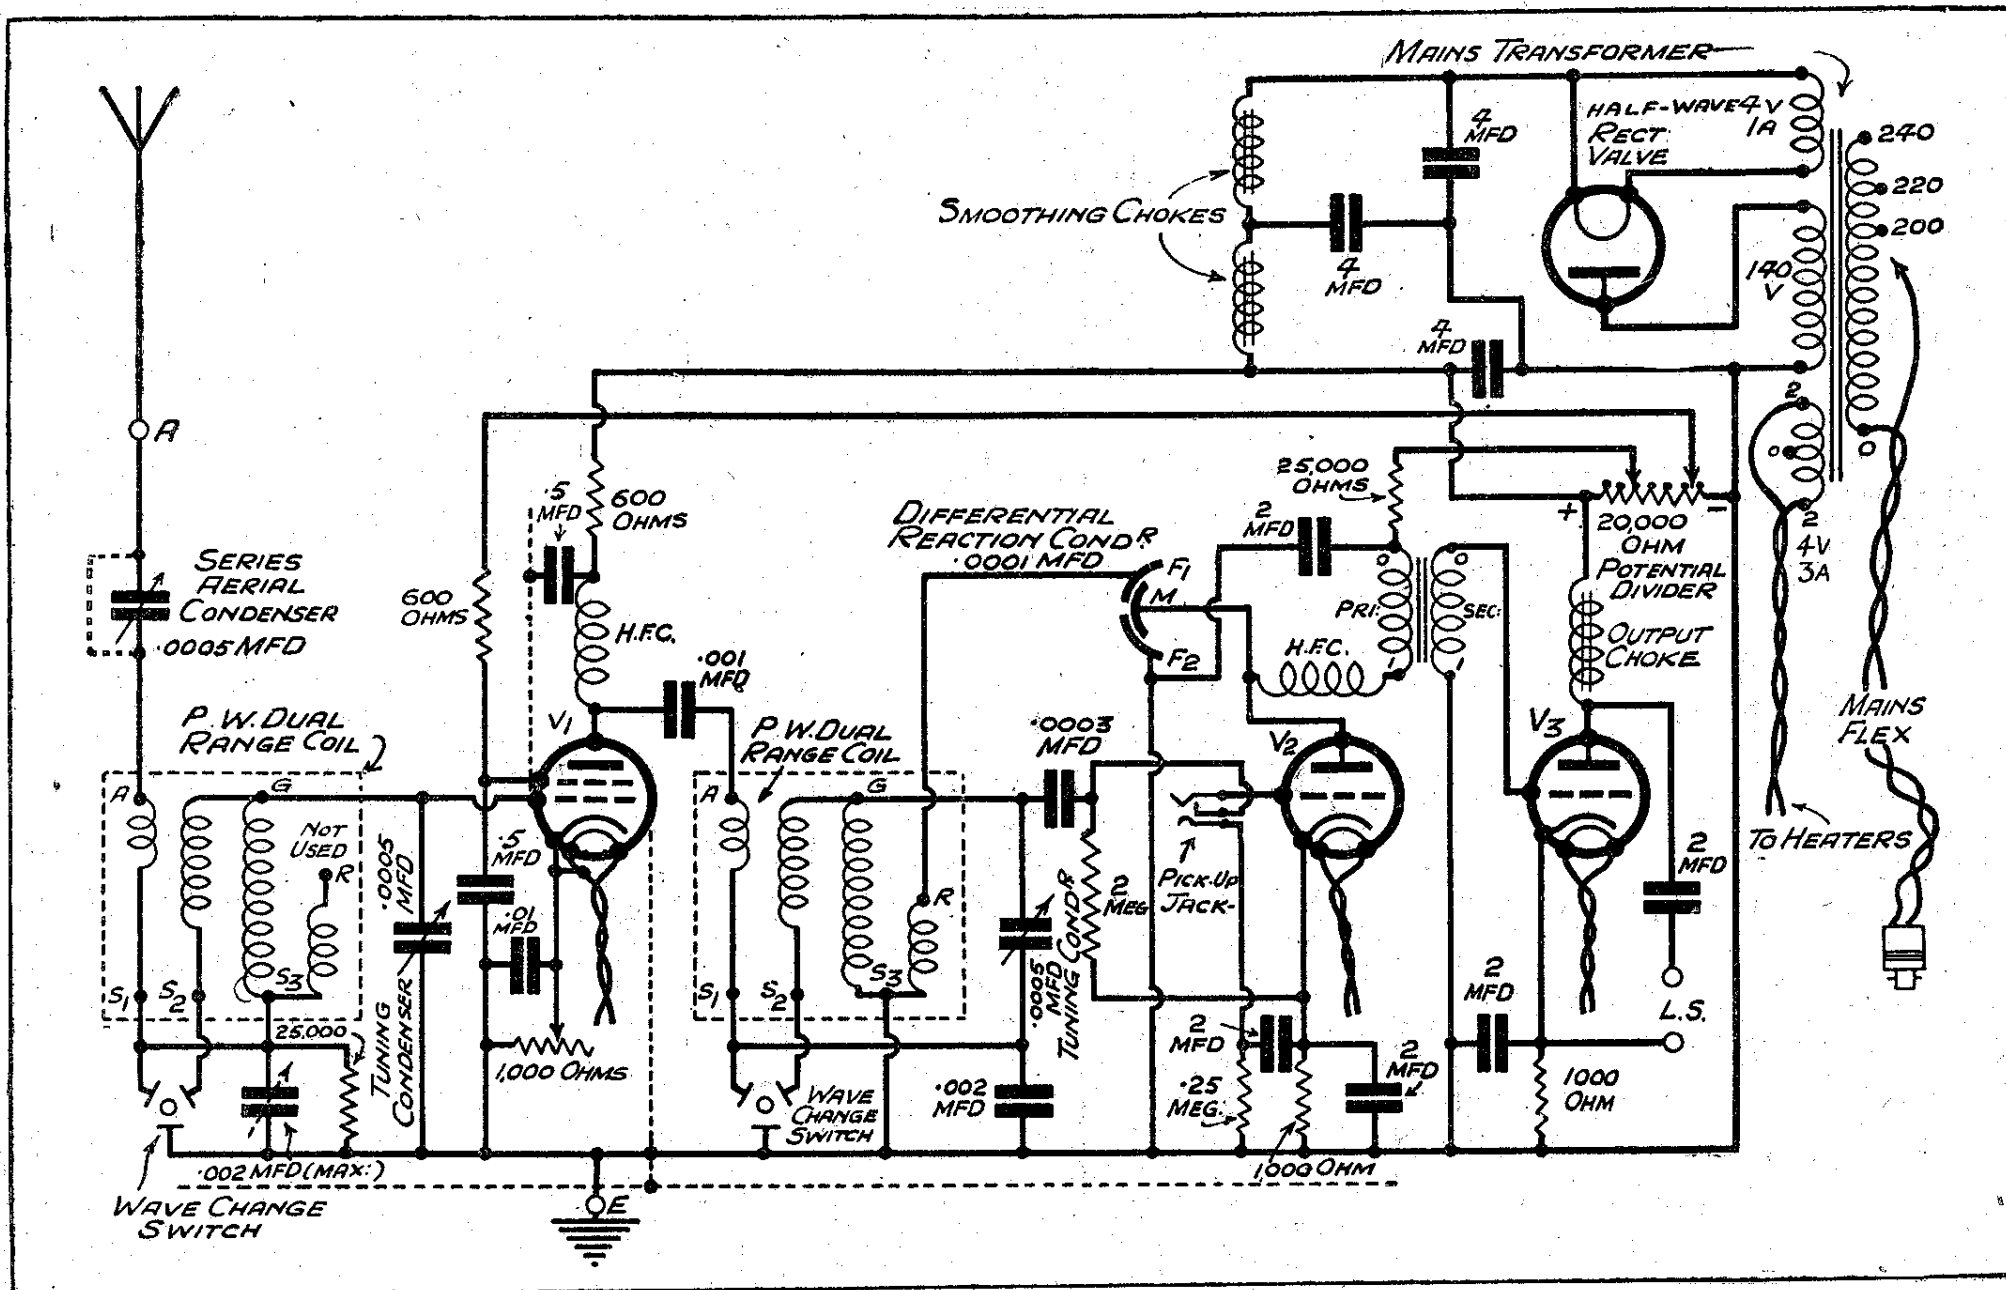 MAINS TRANSFORMER
4
MFD
HALF-WAVE
RECT
VALVE
4V
1A
240
220
200
SMOOTHING CHOKES
4
MFD
140
V
4
MFD
A
2
0
2
4V
3A
0
SERIES
AERIAL
CONDENSER
.0005 MFD
.5
MFD
600
OHMS
600
OHMS
H.F.C.
DIFFERENTIAL
REACTION CONDR
.0001 MFD
F1
M
F2
2
MFD
25,000
OHMS
O
PRI:
I
O
SEC:
I
H.F.C.
+
-
20,000
OHM
POTENTIAL
DIVIDER
OUTPUT
CHOKE
MAINS
FLEX
TO HEATERS
P.W. DUAL
RANGE COIL
A
G
NOT
USED
R
S1
S2
S3
25,000
.002 MFD (MAX:)
WAVE CHANGE
SWITCH
.0005
MFD
TUNING
CONDENSER
V1
.5
MFD
.01
MFD
1,000 OHMS
E
.001
MFD
P.W. DUAL
RANGE COIL
A
G
R
S1
S2
S3
WAVE
CHANGE
SWITCH
.0003
MFD
.0005
MFD
TUNING CONDR
.002
MFD
2
MEG
PICK-UP
JACK
V2
2
MFD
.25
MEG.
1000 OHM
2
MFD
V3
2
MFD
2
MFD
1000
OHM
L.S.